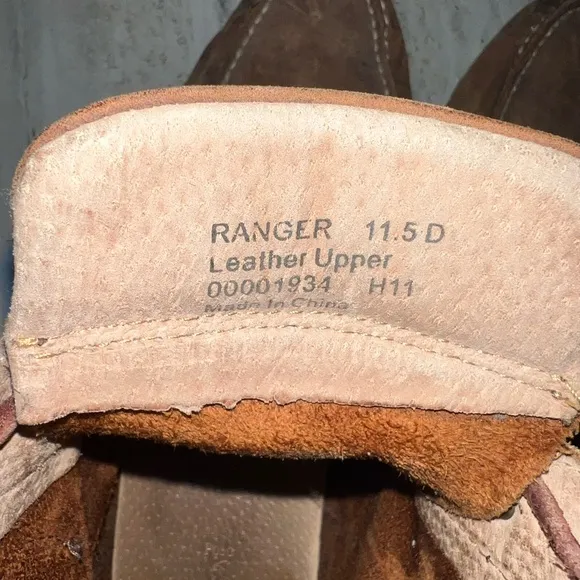 RANGER 11.5 D
Leather Upper
00001934 H11
Made In China